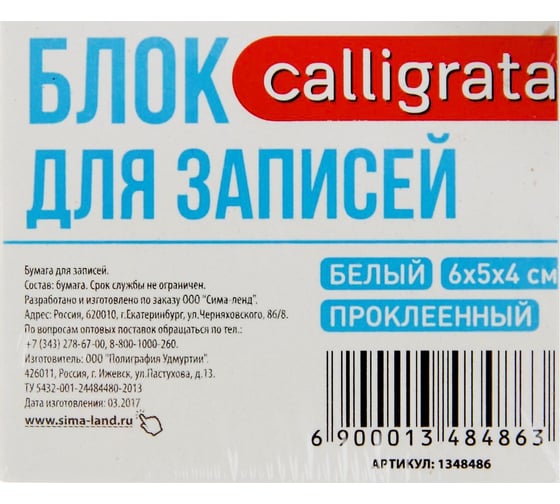 БЛОК calligrata
ДЛЯ ЗАПИСЕЙ
БЕЛЫЙ 6x5x4 см
ПРОКЛЕЕННЫЙ
Бумага для записей.
Состав: бумага. Срок службы не ограничен.
Разработано и изготовлено по заказу ООО "Сима-ленд".
Адрес: Россия, 620010, г.Екатеринбург, ул.Черняховского, 86/8.
По вопросам оптовых поставок обращаться по тел.:
+7 (343) 278-67-00, 8-800-1000-260.
Изготовитель: ООО "Полиграфия Удмуртии".
426011, Россия, г. Ижевск, ул.Пастухова, д.13.
ТУ 5432-001-24484480-2013
Дата изготовления: 03.2017
www.sima-land.ru
6 900013 484863
АРТИКУЛ: 1348486